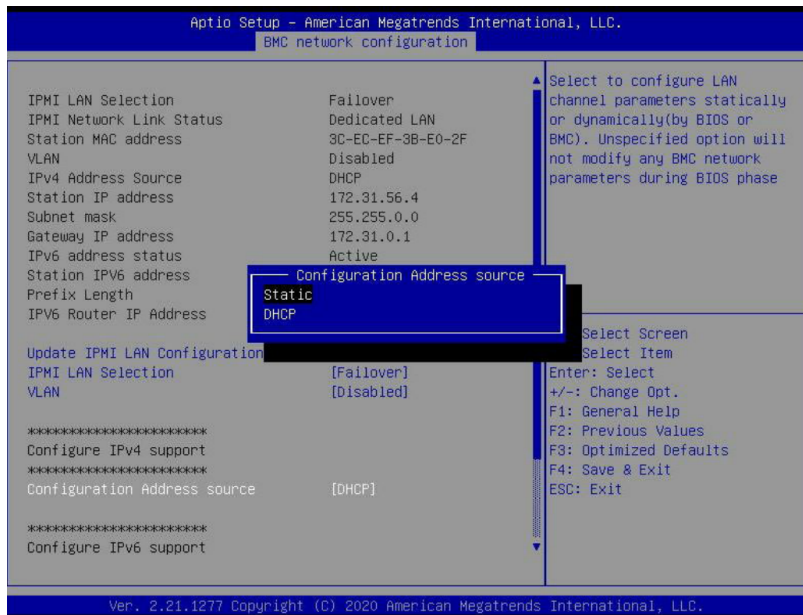 Aptio Setup – American Megatrends International, LLC.
BMC network configuration
IPMI LAN Selection Failover
IPMI Network Link Status Dedicated LAN
Station MAC address 3C-EC-EF-3B-E0-2F
VLAN Disabled
IPv4 Address Source DHCP
Station IP address 172.31.56.4
Subnet mask 255.255.0.0
Gateway IP address 172.31.0.1
IPv6 address status Active
Station IPV6 address
Prefix Length
IPV6 Router IP Address
Configuration Address source
Static
DHCP
Update IPMI LAN Configuration
IPMI LAN Selection [Failover]
VLAN [Disabled]
***********************
Configure IPv4 support
***********************
Configuration Address source [DHCP]
***********************
Configure IPv6 support
Select to configure LAN
channel parameters statically
or dynamically(by BIOS or
BMC). Unspecified option will
not modify any BMC network
parameters during BIOS phase
Select Screen
Select Item
Enter: Select
+/-: Change Opt.
F1: General Help
F2: Previous Values
F3: Optimized Defaults
F4: Save & Exit
ESC: Exit
Ver. 2.21.1277 Copyright (C) 2020 American Megatrends International, LLC.